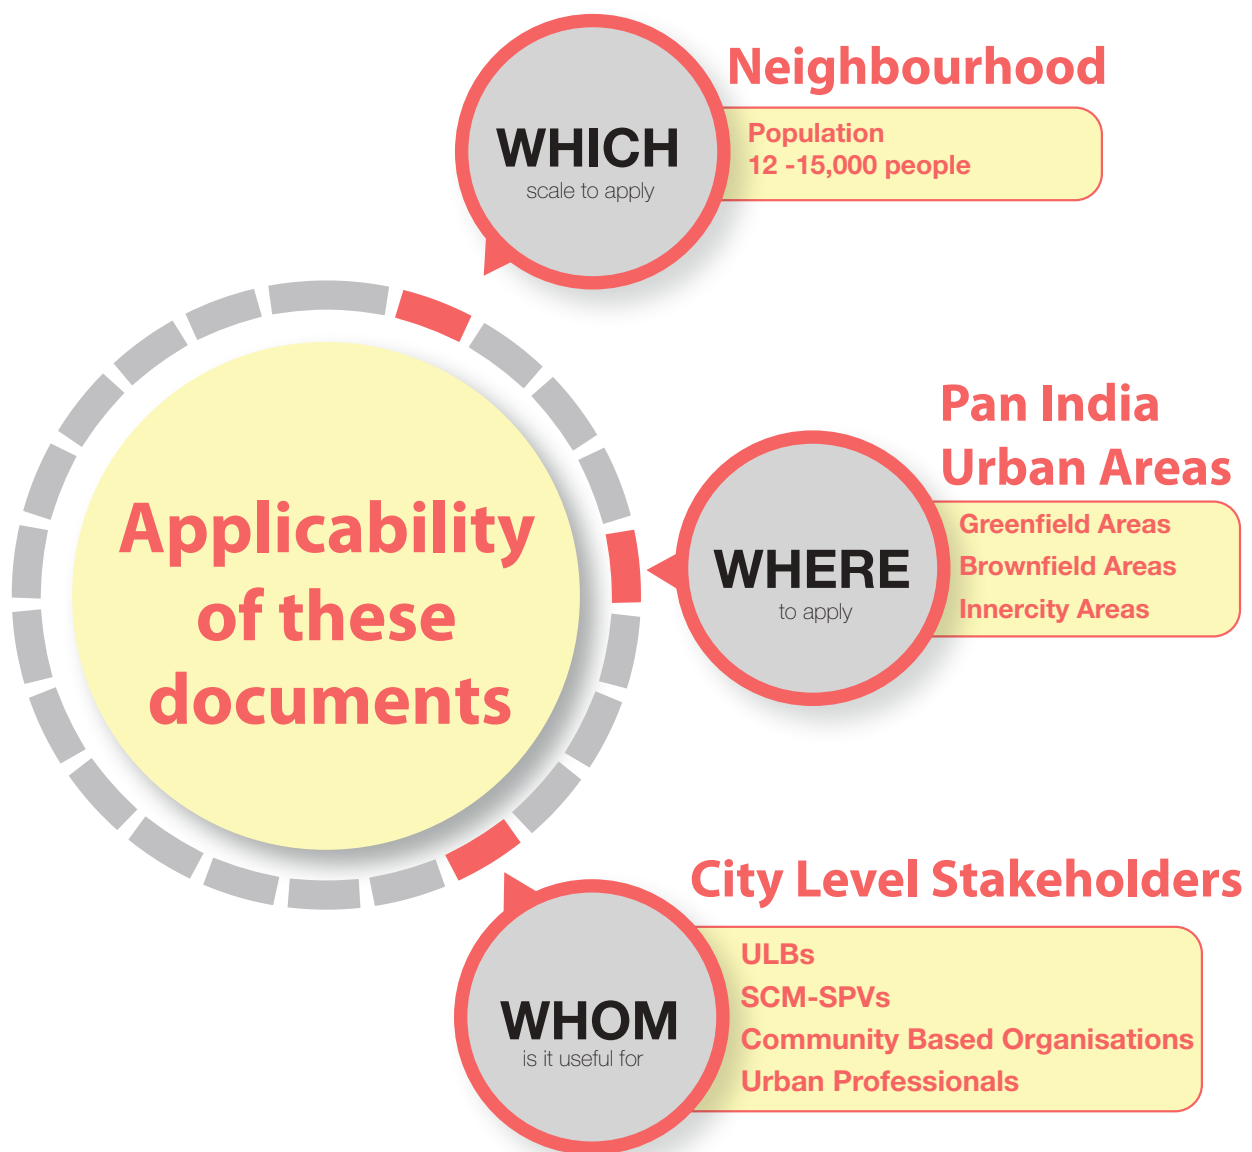 Neighbourhood
WHICH
scale to apply
Population
12 -15,000 people
Applicability
of these
documents
Pan India
Urban Areas
WHERE
to apply
Greenfield Areas
Brownfield Areas
Innercity Areas
City Level Stakeholders
WHOM
is it useful for
ULBs
SCM-SPVs
Community Based Organisations
Urban Professionals